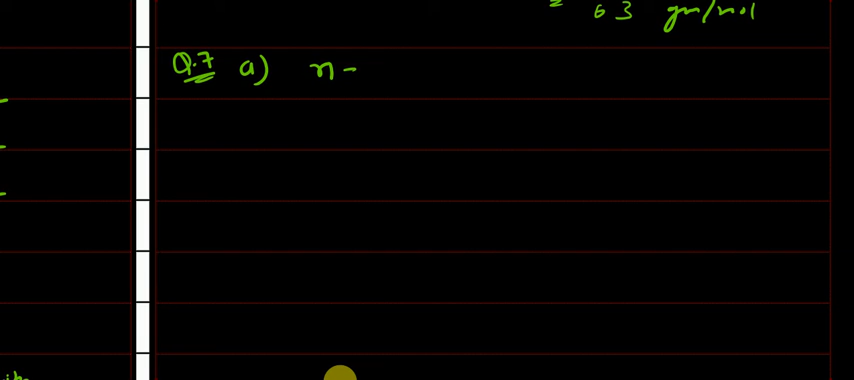 = 63 gm/mol
Q.7 a) n -